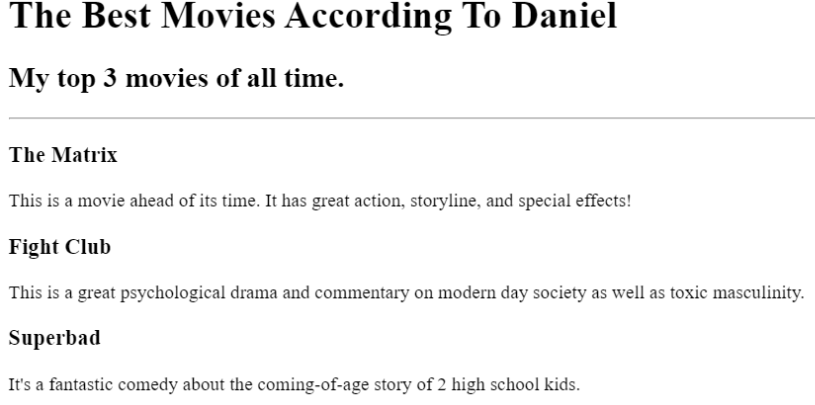 The Best Movies According To Daniel
My top 3 movies of all time.
The Matrix
This is a movie ahead of its time. It has great action, storyline, and special effects!
Fight Club
This is a great psychological drama and commentary on modern day society as well as toxic masculinity.
Superbad
It's a fantastic comedy about the coming-of-age story of 2 high school kids.